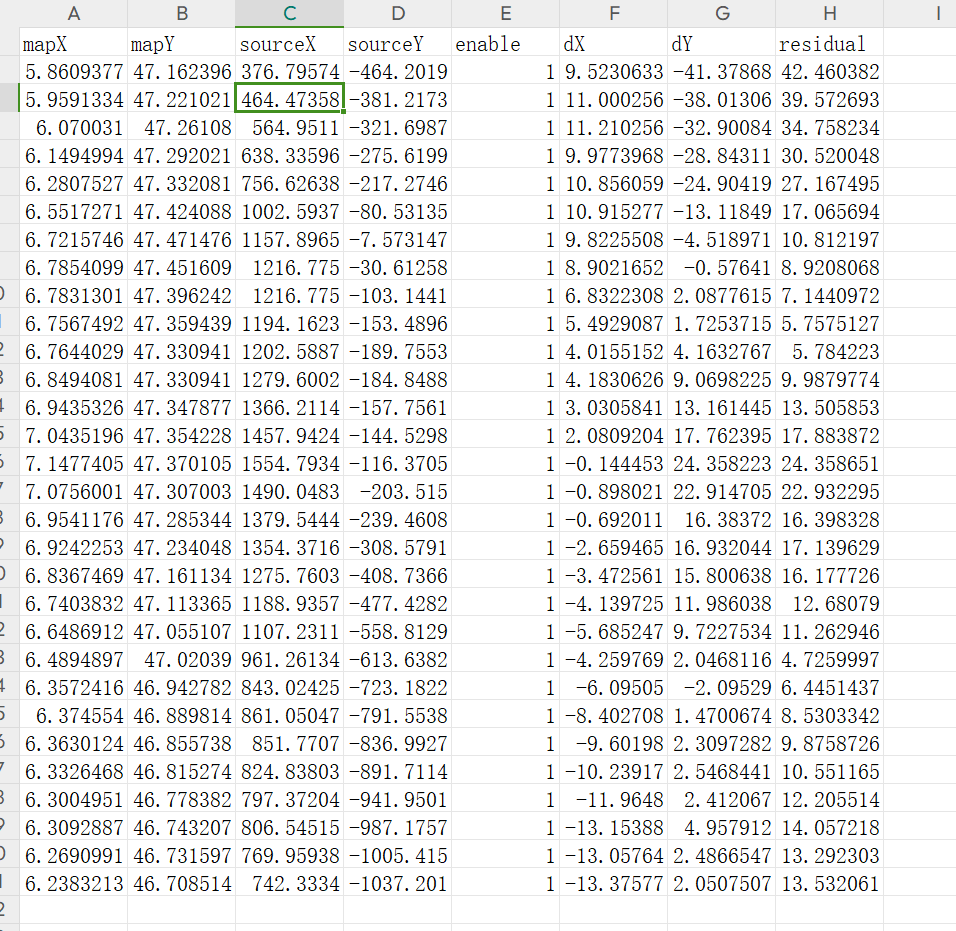 A B C D E F G H I
mapX mapY sourceX sourceY enable dX dY residual
5.8609377 47.162396 376.79574 -464.2019 1 9.5230633 -41.37868 42.460382
5.9591334 47.221021 464.47358 -381.2173 1 11.000256 -38.01306 39.572693
6.070031 47.26108 564.9511 -321.6987 1 11.210256 -32.90084 34.758234
6.1494994 47.292021 638.33596 -275.6199 1 9.9773968 -28.84311 30.520048
6.2807527 47.332081 756.62638 -217.2746 1 10.856059 -24.90419 27.167495
6.5517271 47.424088 1002.5937 -80.53135 1 10.915277 -13.11849 17.065694
6.7215746 47.471476 1157.8965 -7.573147 1 9.8225508 -4.518971 10.812197
6.7854099 47.451609 1216.775 -30.61258 1 8.9021652 -0.57641 8.9208068
6.7831301 47.396242 1216.775 -103.1441 1 6.8322308 2.0877615 7.1440972
6.7567492 47.359439 1194.1623 -153.4896 1 5.4929087 1.7253715 5.7575127
6.7644029 47.330941 1202.5887 -189.7553 1 4.0155152 4.1632767 5.784223
6.8494081 47.330941 1279.6002 -184.8488 1 4.1830626 9.0698225 9.9879774
6.9435326 47.347877 1366.2114 -157.7561 1 3.0305841 13.161445 13.505853
7.0435196 47.354228 1457.9424 -144.5298 1 2.0809204 17.762395 17.883872
7.1477405 47.370105 1554.7934 -116.3705 1 -0.144453 24.358223 24.358651
7.0756001 47.307003 1490.0483 -203.515 1 -0.898021 22.914705 22.932295
6.9541176 47.285344 1379.5444 -239.4608 1 -0.692011 16.38372 16.398328
6.9242253 47.234048 1354.3716 -308.5791 1 -2.659465 16.932044 17.139629
6.8367469 47.161134 1275.7603 -408.7366 1 -3.472561 15.800638 16.177726
6.7403832 47.113365 1188.9357 -477.4282 1 -4.139725 11.986038 12.68079
6.6486912 47.055107 1107.2311 -558.8129 1 -5.685247 9.7227534 11.262946
6.4894897 47.02039 961.26134 -613.6382 1 -4.259769 2.0468116 4.7259997
6.3572416 46.942782 843.02425 -723.1822 1 -6.09505 -2.09529 6.4451437
6.374554 46.889814 861.05047 -791.5538 1 -8.402708 1.4700674 8.5303342
6.3630124 46.855738 851.7707 -836.9927 1 -9.60198 2.3097282 9.8758726
6.3326468 46.815274 824.83803 -891.7114 1 -10.23917 2.5468441 10.551165
6.3004951 46.778382 797.37204 -941.9501 1 -11.9648 2.412067 12.205514
6.3092887 46.743207 806.54515 -987.1757 1 -13.15388 4.957912 14.057218
6.2690991 46.731597 769.95938 -1005.415 1 -13.05764 2.4866547 13.292303
6.2383213 46.708514 742.3334 -1037.201 1 -13.37577 2.0507507 13.532061